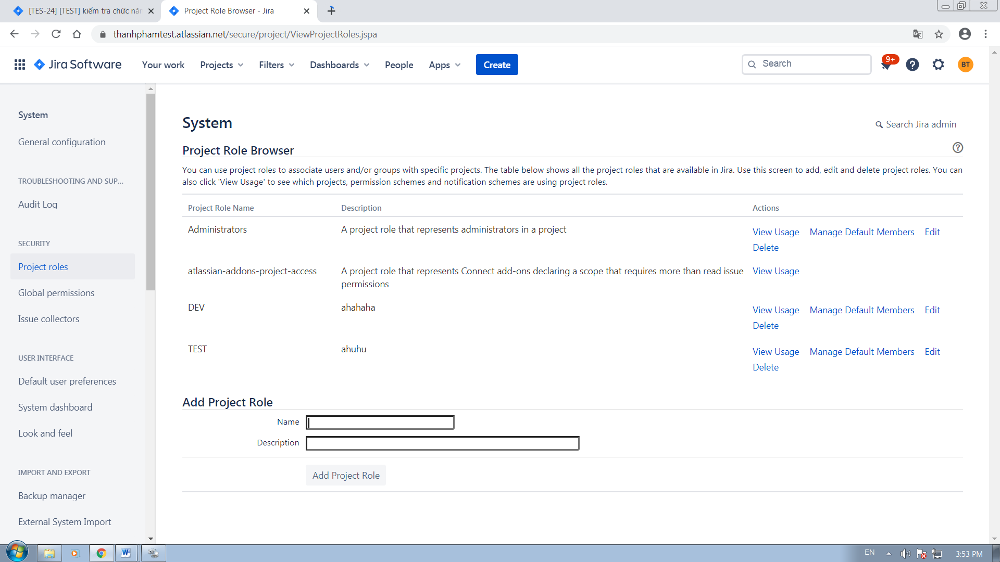 [TES-24] [TEST] kiểm tra chức năn
Project Role Browser - Jira
thanhphamtest.atlassian.net/secure/project/ViewProjectRoles.jspa
Jira Software
Your work
Projects
Filters
Dashboards
People
Apps
Create
Search
9+
BT
System
General configuration
TROUBLESHOOTING AND SUP...
Audit Log
SECURITY
Project roles
Global permissions
Issue collectors
USER INTERFACE
Default user preferences
System dashboard
Look and feel
IMPORT AND EXPORT
Backup manager
External System Import
System
Search Jira admin
Project Role Browser
You can use project roles to associate users and/or groups with specific projects. The table below shows all the project roles that are available in Jira. Use this screen to add, edit and delete project roles. You can
also click 'View Usage' to see which projects, permission schemes and notification schemes are using project roles.
Project Role Name Description Actions
Administrators A project role that represents administrators in a project View Usage Manage Default Members Edit
Delete
atlassian-addons-project-access A project role that represents Connect add-ons declaring a scope that requires more than read issue View Usage
permissions
DEV ahahaha View Usage Manage Default Members Edit
Delete
TEST ahuhu View Usage Manage Default Members Edit
Delete
Add Project Role
Name
Description
Add Project Role
EN
3:53 PM